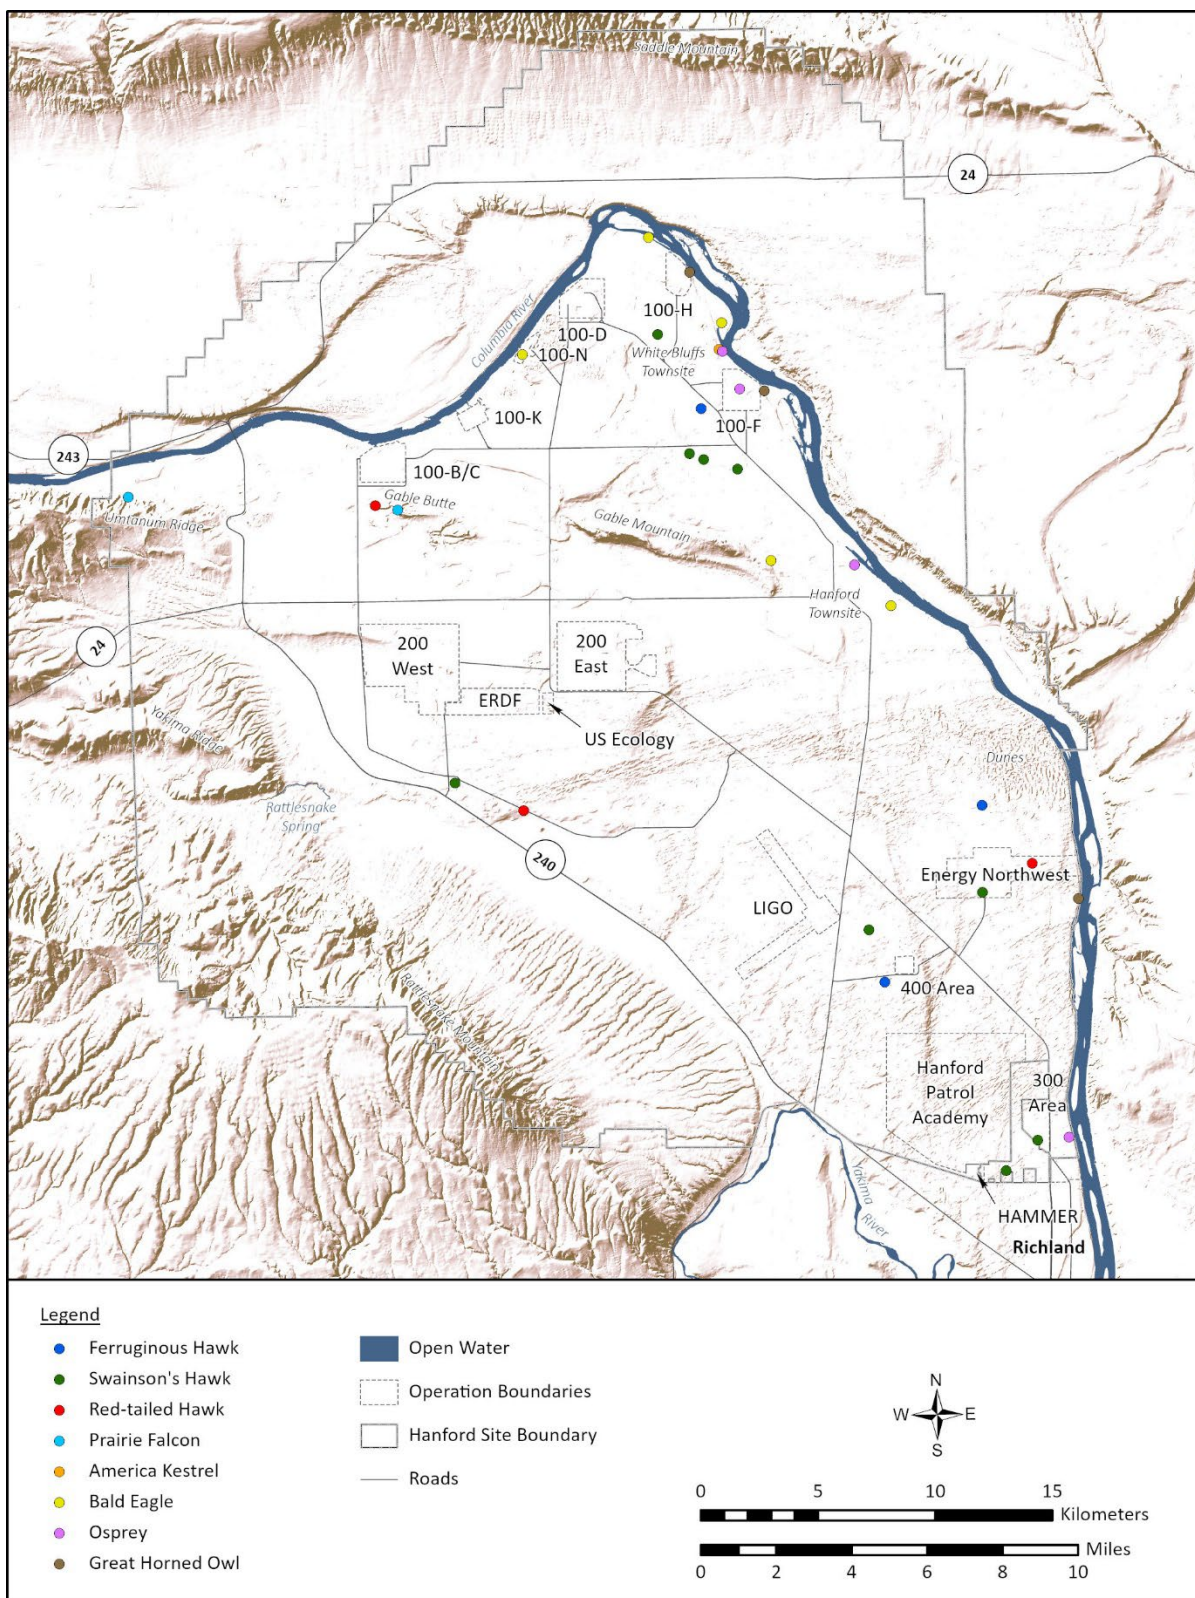 Saddle Mountain
24
Columbia River
100-H
100-D
100-N
White Bluffs
Townsite
100-K
100-F
243
100-B/C
Gable Butte
Umtanum Ridge
Gable Mountain
Hanford
Townsite
24
200
West
200
East
ERDF
US Ecology
Yakima Ridge
Dunes
Rattlesnake
Spring
240
Energy Northwest
LIGO
400 Area
Rattlesnake Mountain
Hanford
Patrol
Academy
300
Area
Yakima
River
HAMMER
Richland
Legend
Ferruginous Hawk
Swainson's Hawk
Red-tailed Hawk
Prairie Falcon
America Kestrel
Bald Eagle
Osprey
Great Horned Owl
Open Water
Operation Boundaries
Hanford Site Boundary
Roads
N
W E
S
0 5 10 15
Kilometers
Miles
0 2 4 6 8 10